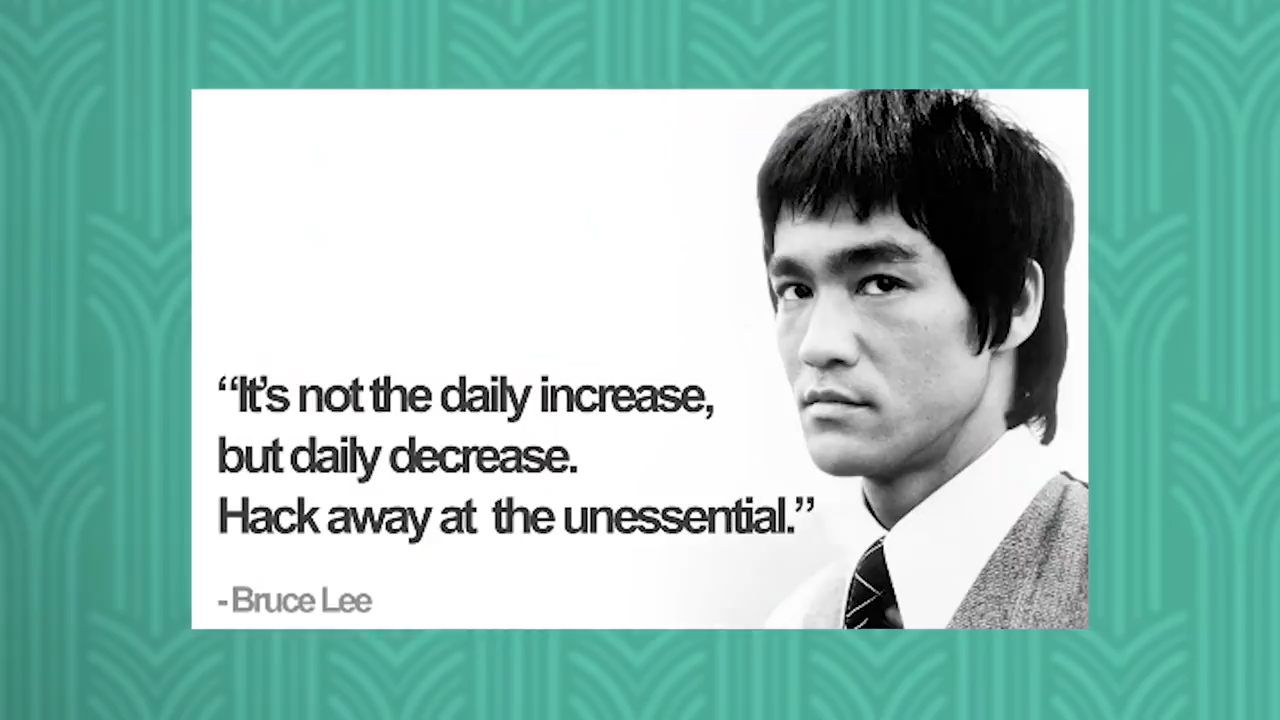 “It’s not the daily increase,
but daily decrease.
Hack away at the unessential.”
- Bruce Lee